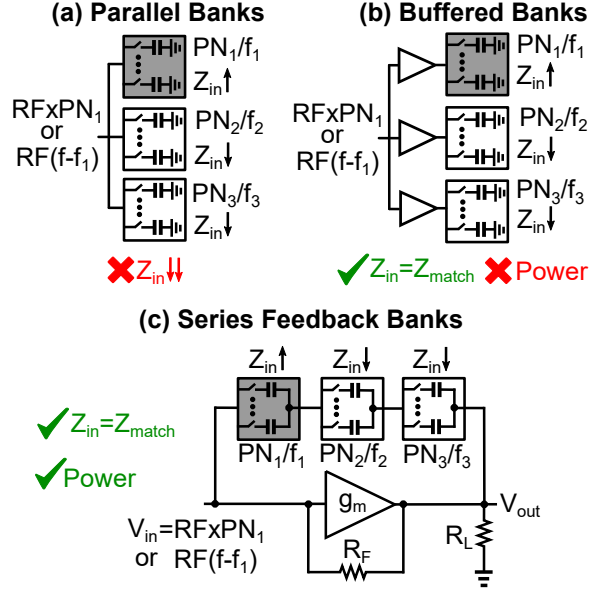 (a) Parallel Banks
PN₁/f₁
Zin↑
RFxPN₁
or
RF(f-f₁)
PN₂/f₂
Zin↓
PN₃/f₃
Zin↓
✖ Zin↓↓
(b) Buffered Banks
PN₁/f₁
Zin↑
RFxPN₁
or
RF(f-f₁)
PN₂/f₂
Zin↓
PN₃/f₃
Zin↓
✓ Zin=Zmatch ✖ Power
(c) Series Feedback Banks
Zin↑ Zin↓ Zin↓
PN₁/f₁ PN₂/f₂ PN₃/f₃
✓ Zin=Zmatch
✓ Power
gm
Vin=RFxPN₁
or RF(f-f₁)
RF
Vout
RL